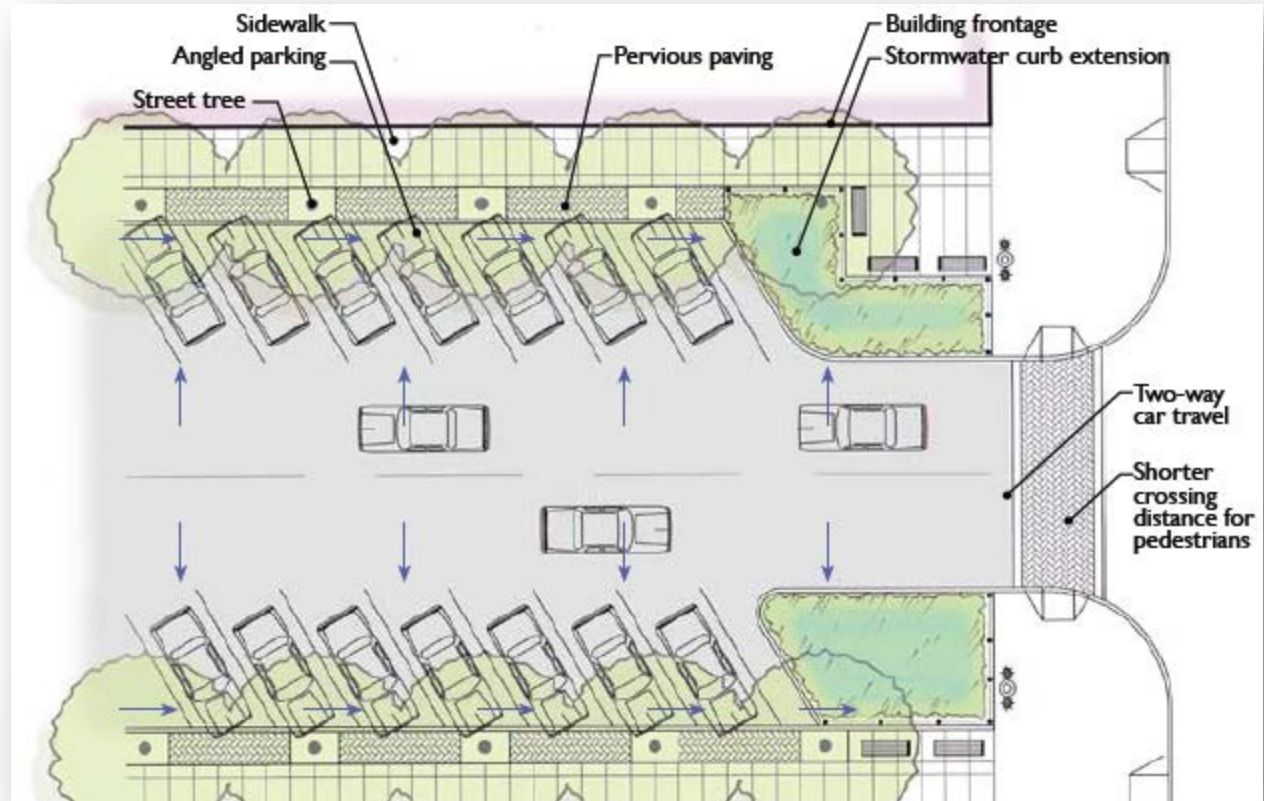 Sidewalk
Building frontage
Angled parking
Pervious paving
Stormwater curb extension
Street tree
Two-way
car travel
Shorter
crossing
distance for
pedestrians